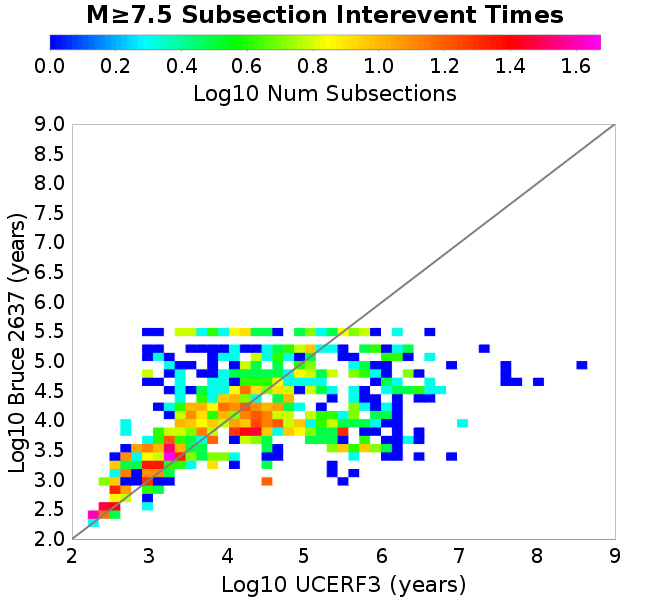 M≥7.5 Subsection Interevent Times
0.0 0.2 0.4 0.6 0.8 1.0 1.2 1.4 1.6
Log10 Num Subsections
Log10 Bruce 2637 (years)
9.0
8.5
8.0
7.5
7.0
6.5
6.0
5.5
5.0
4.5
4.0
3.5
3.0
2.5
2.0
2 3 4 5 6 7 8 9
Log10 UCERF3 (years)